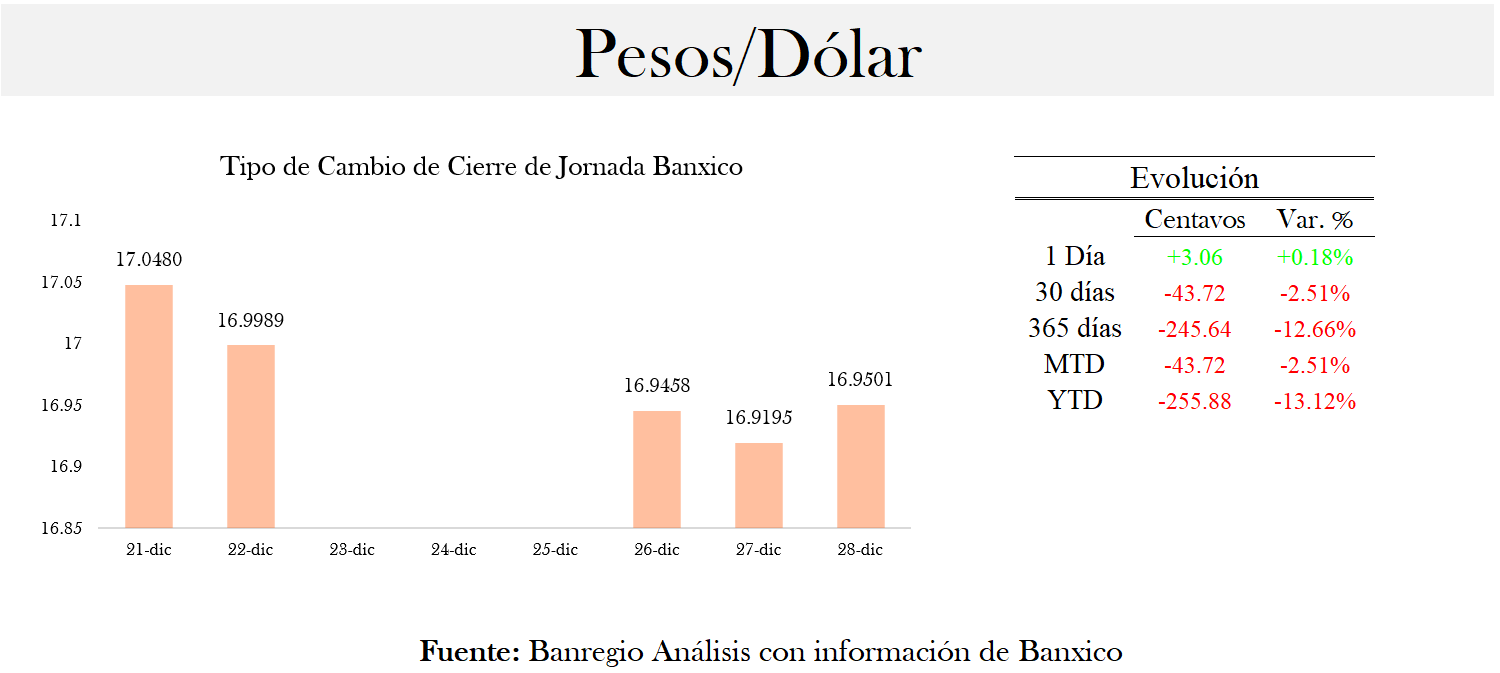 Pesos/Dólar
Tipo de Cambio de Cierre de Jornada Banxico
17.1
17.05
17
16.95
16.9
16.85
17.0480
16.9989
16.9458
16.9195
16.9501
21-dic 22-dic 23-dic 24-dic 25-dic 26-dic 27-dic 28-dic
Evolución
Centavos Var. %
1 Día +3.06 +0.18%
30 días -43.72 -2.51%
365 días -245.64 -12.66%
MTD -43.72 -2.51%
YTD -255.88 -13.12%
Fuente: Banregio Análisis con información de Banxico